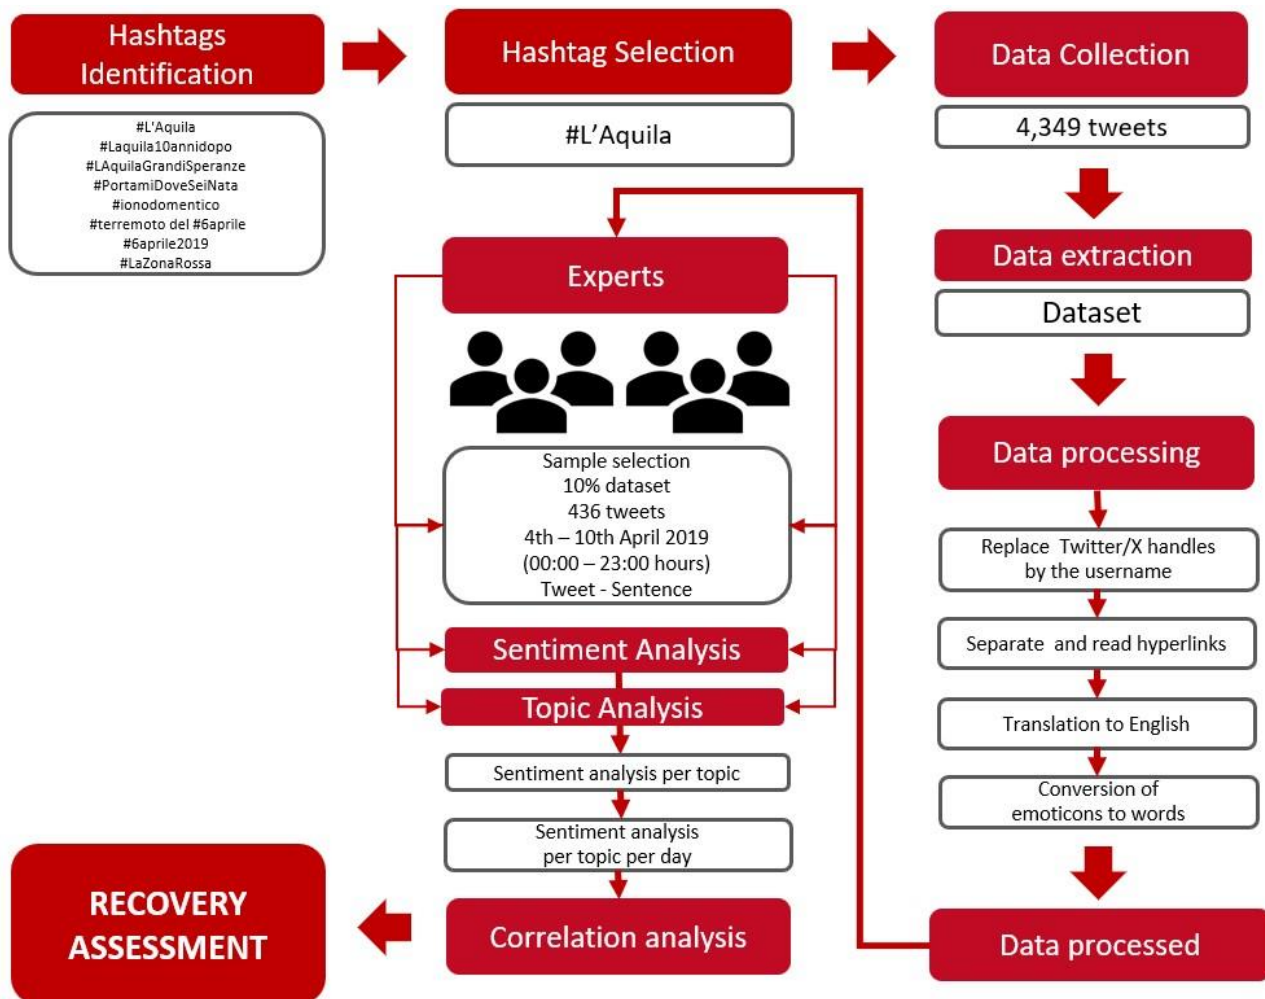 Hashtags
Identification
#L'Aquila
#Laquila10annidopo
#LAquilaGrandiSperanze
#PortamiDoveSeiNata
#ionodomentico
#terremoto del #6aprile
#6aprile2019
#LaZonaRossa
Hashtag Selection
#L’Aquila
Data Collection
4,349 tweets
Data extraction
Dataset
Data processing
Replace Twitter/X handles
by the username
Separate and read hyperlinks
Translation to English
Conversion of
emoticons to words
Data processed
Experts
Sample selection
10% dataset
436 tweets
4th – 10th April 2019
(00:00 – 23:00 hours)
Tweet - Sentence
Sentiment Analysis
Topic Analysis
Sentiment analysis per topic
Sentiment analysis
per topic per day
Correlation analysis
RECOVERY
ASSESSMENT